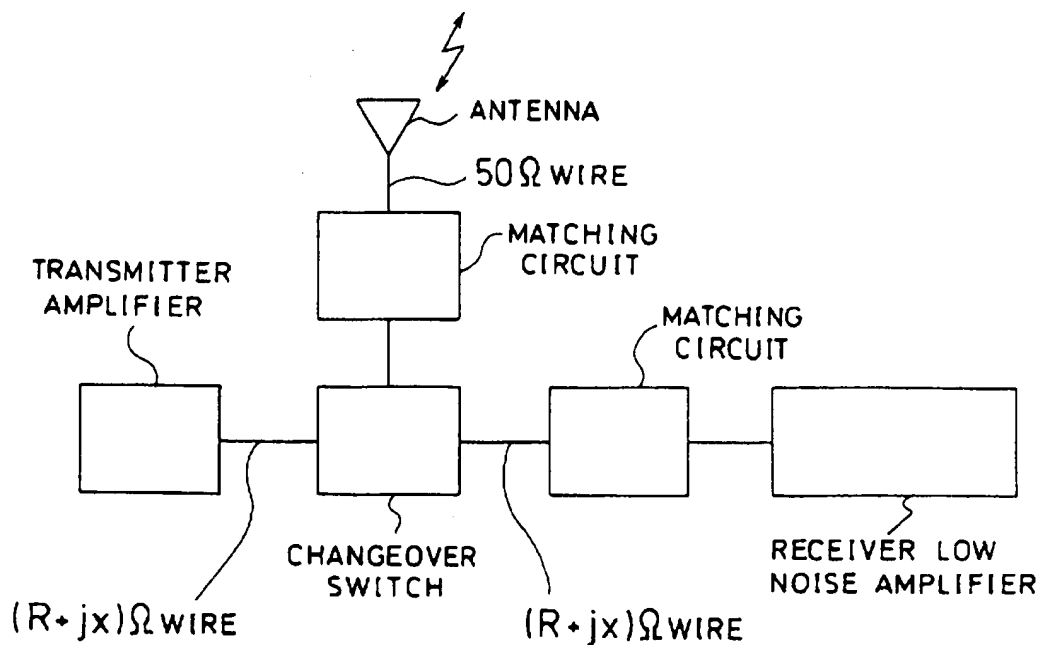 ANTENNA
50Ω WIRE
MATCHING
CIRCUIT
TRANSMITTER
AMPLIFIER
MATCHING
CIRCUIT
CHANGEOVER
SWITCH
RECEIVER LOW
NOISE AMPLIFIER
(R+jx)Ω WIRE
(R+jx)Ω WIRE